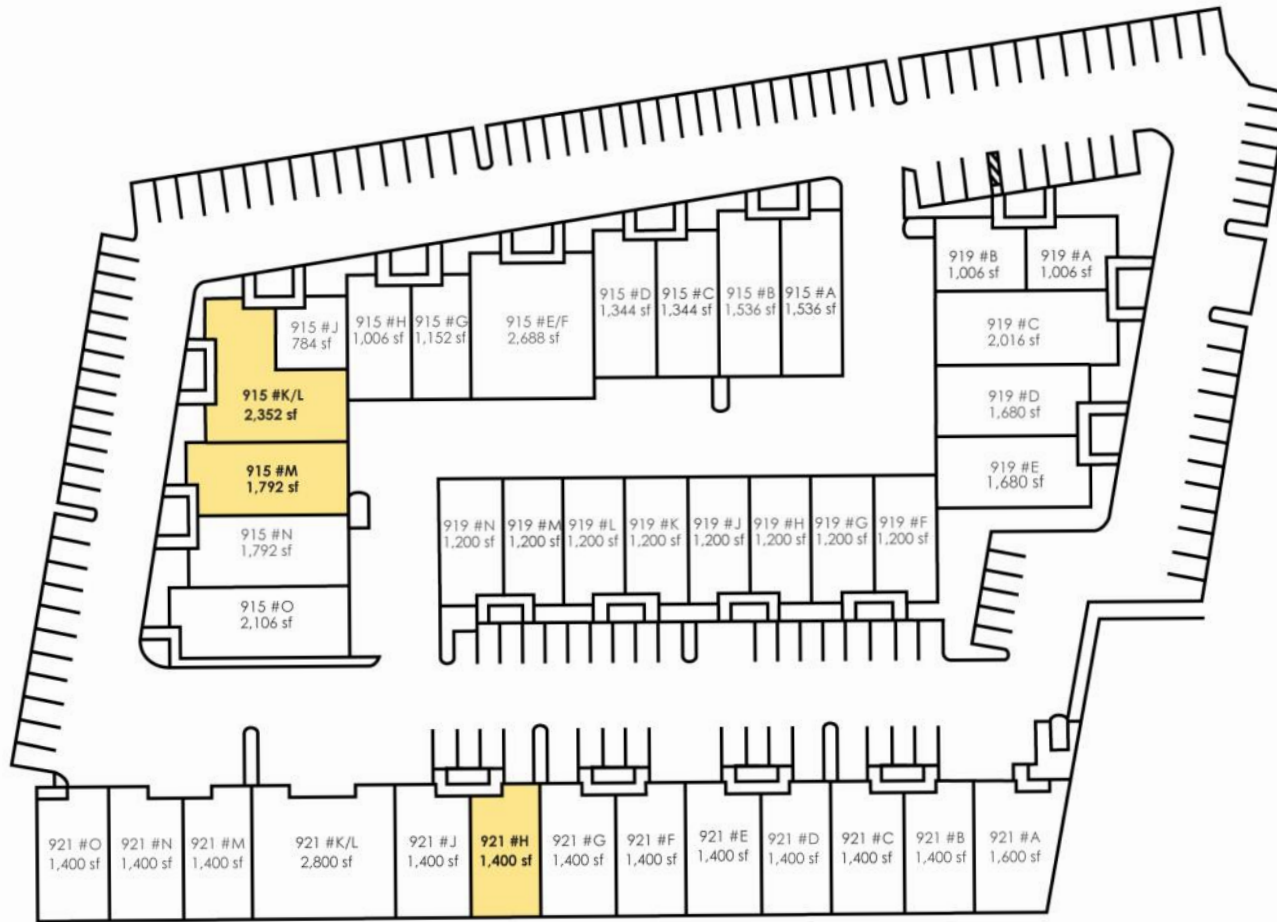 919 #B
1,006 sf
919 #A
1,006 sf
915 #D
1,344 sf
915 #C
1,344 sf
915 #B
1,536 sf
915 #A
1,536 sf
919 #C
2,016 sf
915 #J
784 sf
915 #H
1,006 sf
915 #G
1,152 sf
915 #E/F
2,688 sf
915 #K/L
2,352 sf
919 #D
1,680 sf
915 #M
1,792 sf
919 #E
1,680 sf
915 #N
1,792 sf
919 #N
1,200 sf
919 #M
1,200 sf
919 #L
1,200 sf
919 #K
1,200 sf
919 #J
1,200 sf
919 #H
1,200 sf
919 #G
1,200 sf
919 #F
1,200 sf
915 #O
2,106 sf
921 #O
1,400 sf
921 #N
1,400 sf
921 #M
1,400 sf
921 #K/L
2,800 sf
921 #J
1,400 sf
921 #H
1,400 sf
921 #G
1,400 sf
921 #F
1,400 sf
921 #E
1,400 sf
921 #D
1,400 sf
921 #C
1,400 sf
921 #B
1,400 sf
921 #A
1,600 sf